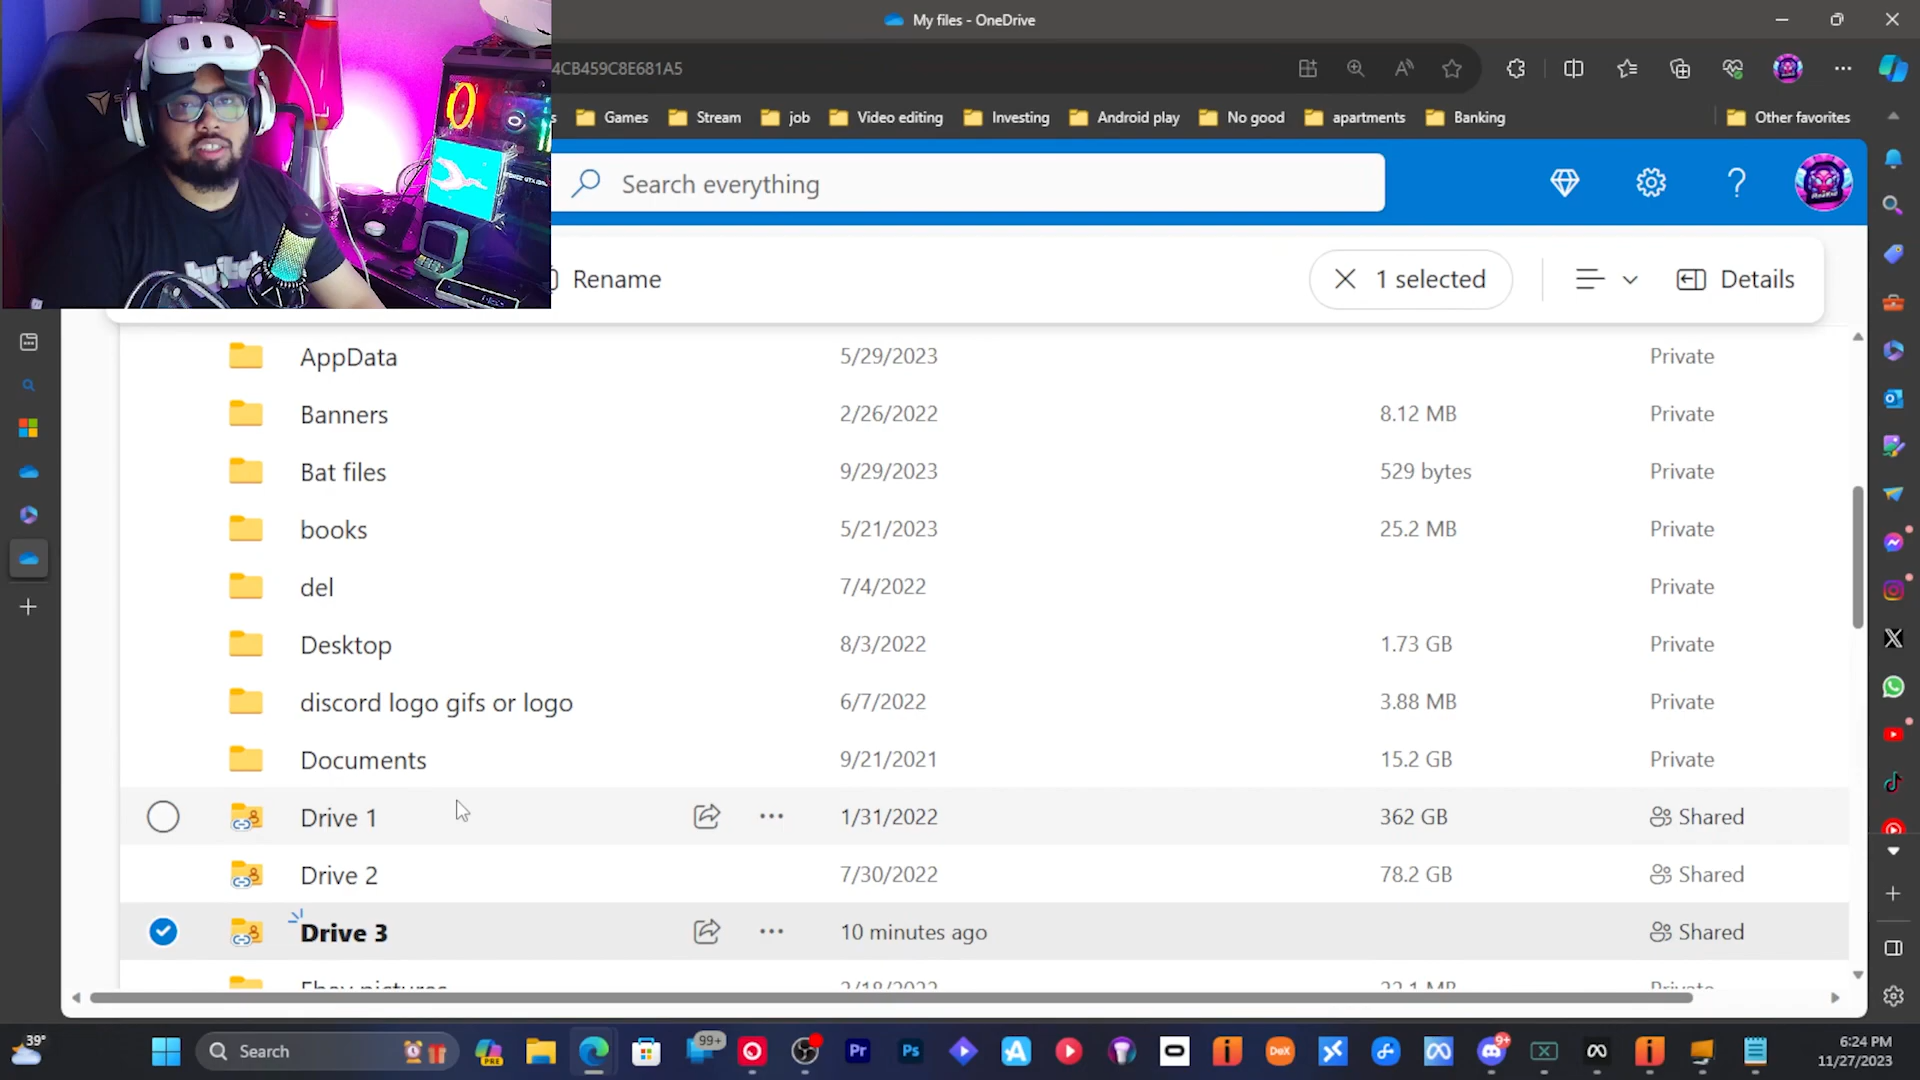 My files - OneDrive
4CB459C8E681A5
Games
Stream
job
Video editing
Investing
Android play
No good
apartments
Banking
Other favorites
Search everything
Rename
1 selected
Details
AppData 5/29/2023 Private
Banners 2/26/2022 8.12 MB Private
Bat files 9/29/2023 529 bytes Private
books 5/21/2023 25.2 MB Private
del 7/4/2022 Private
Desktop 8/3/2022 1.73 GB Private
discord logo gifs or logo 6/7/2022 3.88 MB Private
Documents 9/21/2021 15.2 GB Private
Drive 1 1/31/2022 362 GB Shared
Drive 2 7/30/2022 78.2 GB Shared
Drive 3 10 minutes ago Shared
Ebay pictures 2/18/2022 22.1 MB Private
39°
Search
PRE
99+
Pr
Ps
DeX
9+
6:24 PM
11/27/2023
twitch